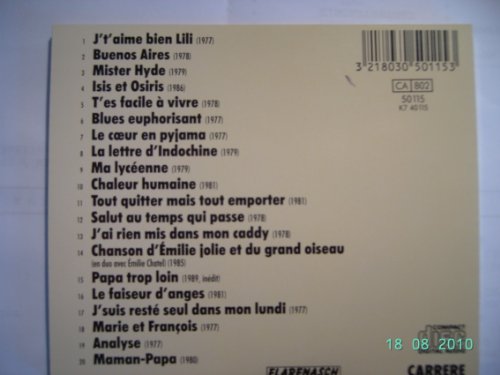 1 J't'aime bien Lili (1977)
2 Buenos Aires (1978)
3 Mister Hyde (1979)
4 Isis et Osiris (1986)
5 T'es facile à vivre (1978)
6 Blues euphorisant (1977)
7 Le cœur en pyjama (1977)
8 La lettre d'Indochine (1979)
9 Ma lycéenne (1979)
10 Chaleur humaine (1981)
11 Tout quitter mais tout emporter (1981)
12 Salut au temps qui passe (1978)
13 J'ai rien mis dans mon caddy (1978)
14 Chanson d'Émilie jolie et du grand oiseau
(en duo avec Émilie Chatel) (1985)
15 Papa trop loin (1989, inédit)
16 Le faiseur d'anges (1981)
17 J'suis resté seul dans mon lundi (1977)
18 Marie et François (1977)
19 Analyse (1977)
20 Maman-Papa (1980)
3 218030 501153
CA 802
50115
K7 40115
COMPACT
DIGITAL AUDIO
FLARENASCH
CARRERE
18 08 2010